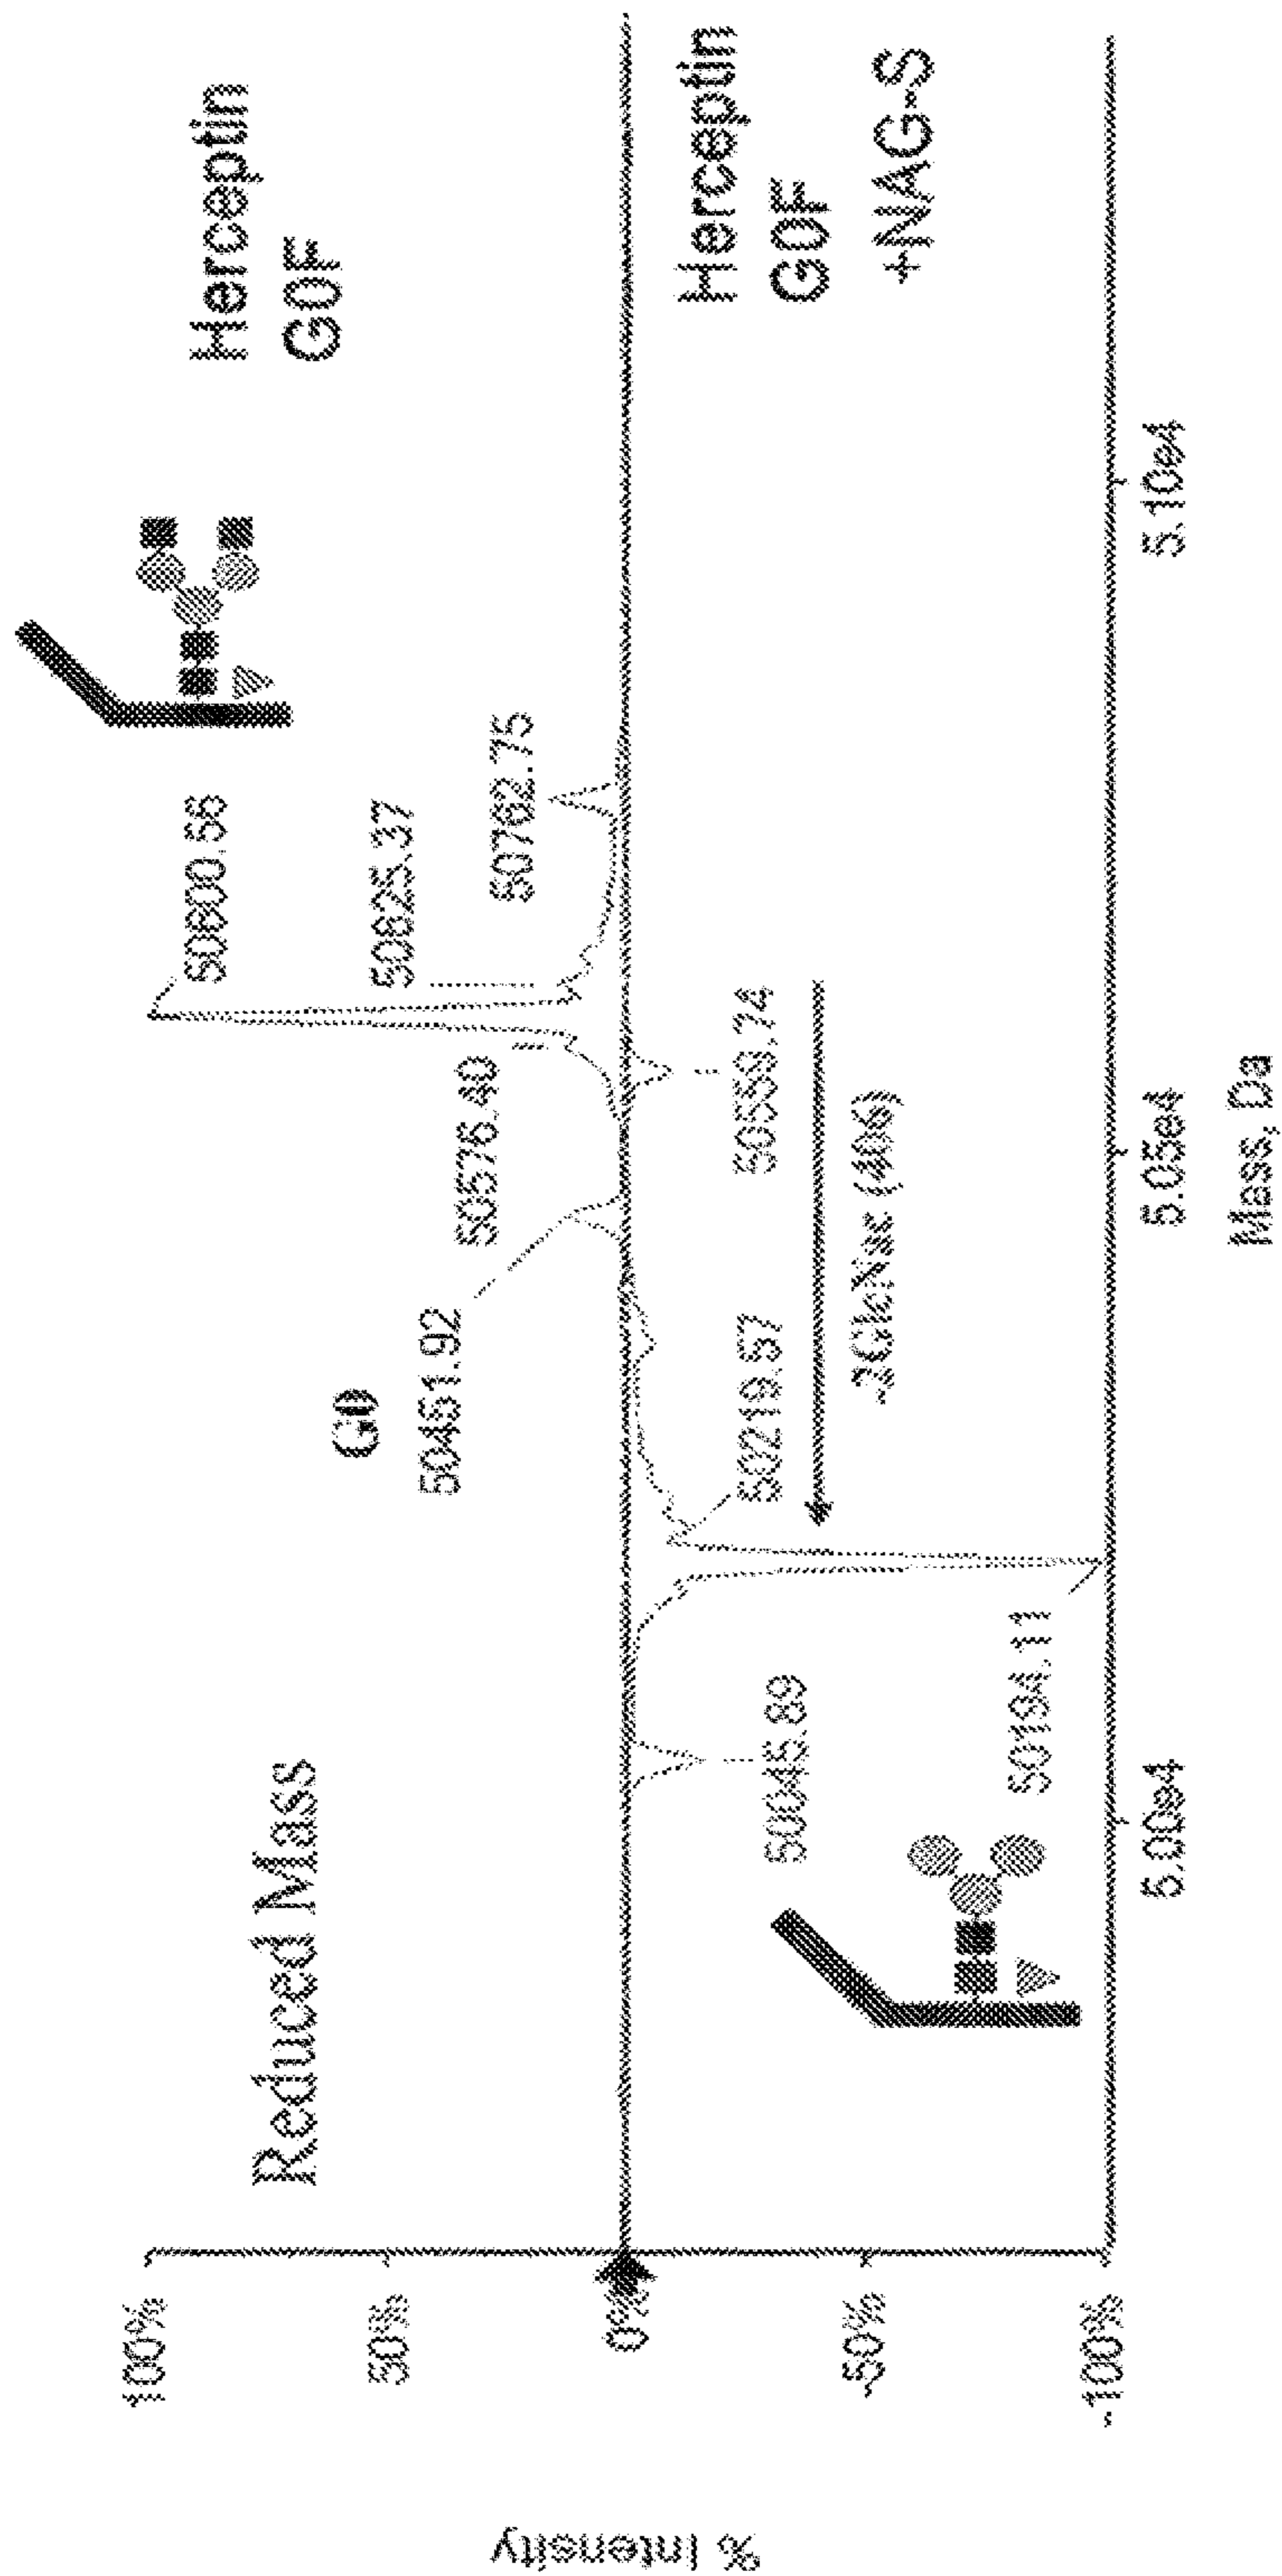 Reduced Mass
Herceptin
G0F
50600.56
50625.37
50762.75
50576.40
G0
50451.92
Herceptin
G0F
+NAG-S
50559.74
-2GlcNac (406)
50219.57
50194.11
50045.89
100%
50%
0%
-50%
-100%
% Intensity
5.00e4
5.05e4
5.10e4
Mass, Da